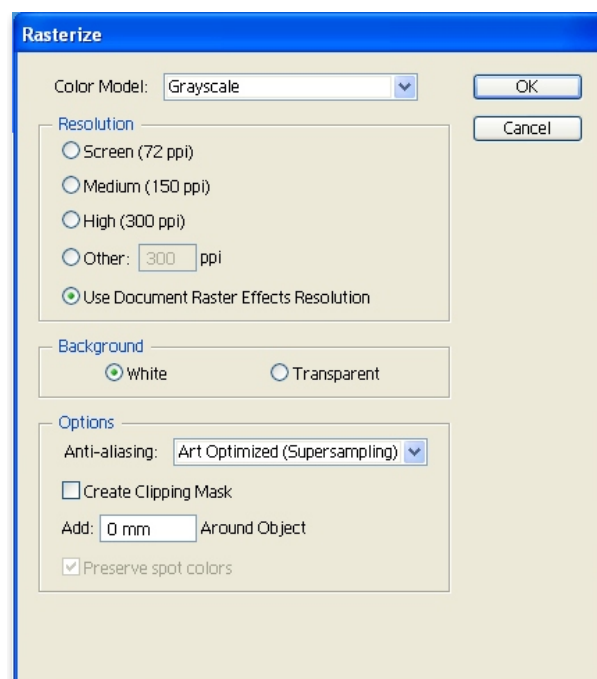 Rasterize
Color Model: Grayscale
OK
Cancel
Resolution
Screen (72 ppi)
Medium (150 ppi)
High (300 ppi)
Other: 300 ppi
Use Document Raster Effects Resolution
Background
White Transparent
Options
Anti-aliasing: Art Optimized (Supersampling)
Create Clipping Mask
Add: 0 mm Around Object
Preserve spot colors